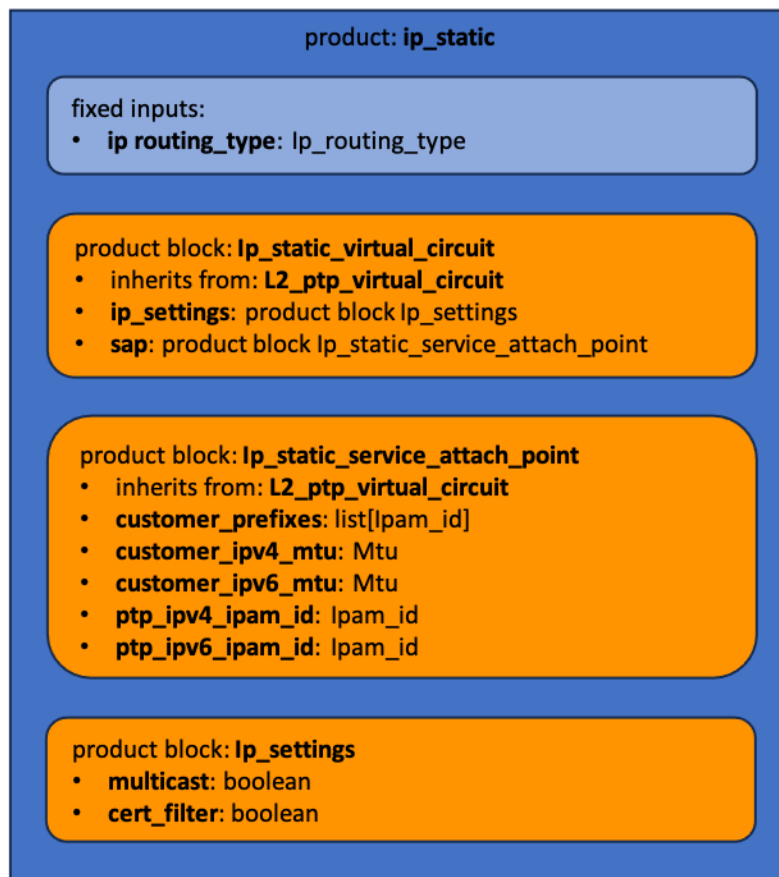 product: ip_static
fixed inputs:
• ip routing_type: Ip_routing_type
product block: Ip_static_virtual_circuit
• inherits from: L2_ptp_virtual_circuit
• ip_settings: product block Ip_settings
• sap: product block Ip_static_service_attach_point
product block: Ip_static_service_attach_point
• inherits from: L2_ptp_virtual_circuit
• customer_prefixes: list[Ipam_id]
• customer_ipv4_mtu: Mtu
• customer_ipv6_mtu: Mtu
• ptp_ipv4_ipam_id: Ipam_id
• ptp_ipv6_ipam_id: Ipam_id
product block: Ip_settings
• multicast: boolean
• cert_filter: boolean